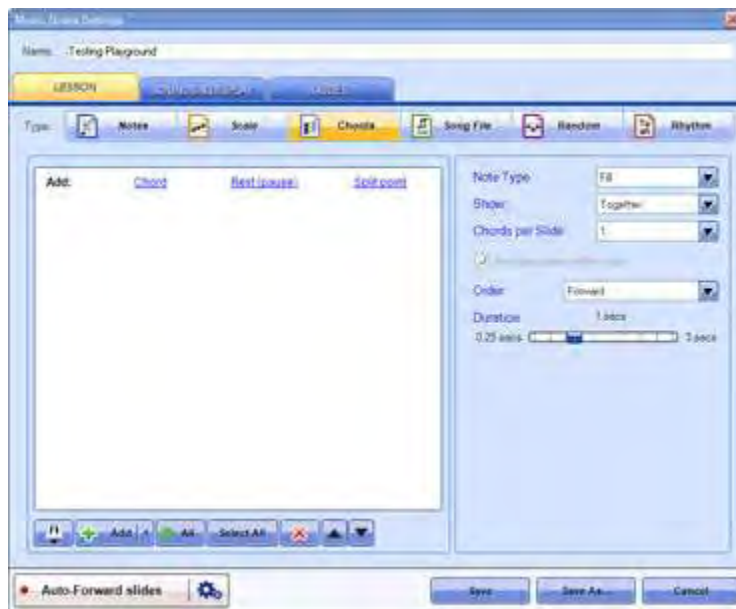 Name: Testing Playground
LESSON
Type: Notes Scale Chords Song File Random Rhythm
Add: Chord Rest (pause) Split point
Note Type Fill
Show: Together
Chords per Slide 1
Order Forward
Duration 1 secs
0.25 secs 3 secs
Add All Select All
Auto-Forward slides Save Save As... Cancel